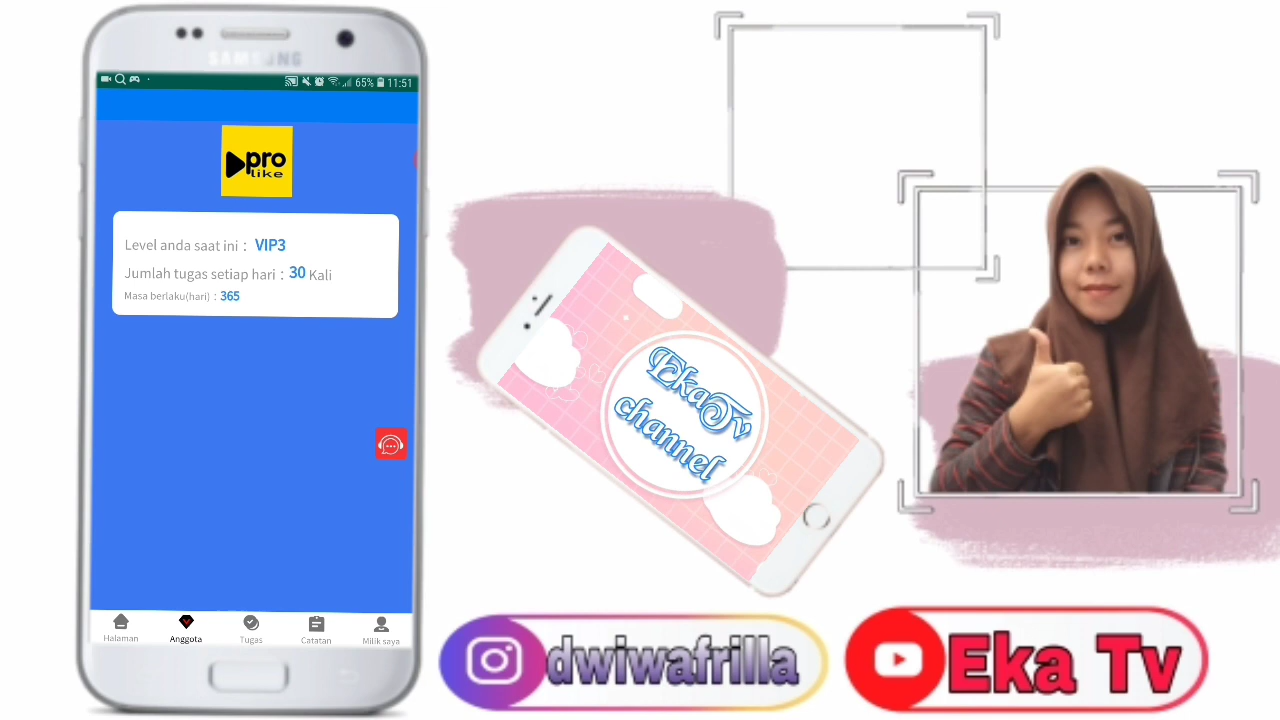 SAMSUNG
65% 11:51
pro
like
Level anda saat ini : VIP3
Jumlah tugas setiap hari : 30 Kali
Masa berlaku(hari) : 365
Halaman
Anggota
Tugas
Catatan
Milik saya
EkaTv
channel
dwiwafrilla
Eka Tv